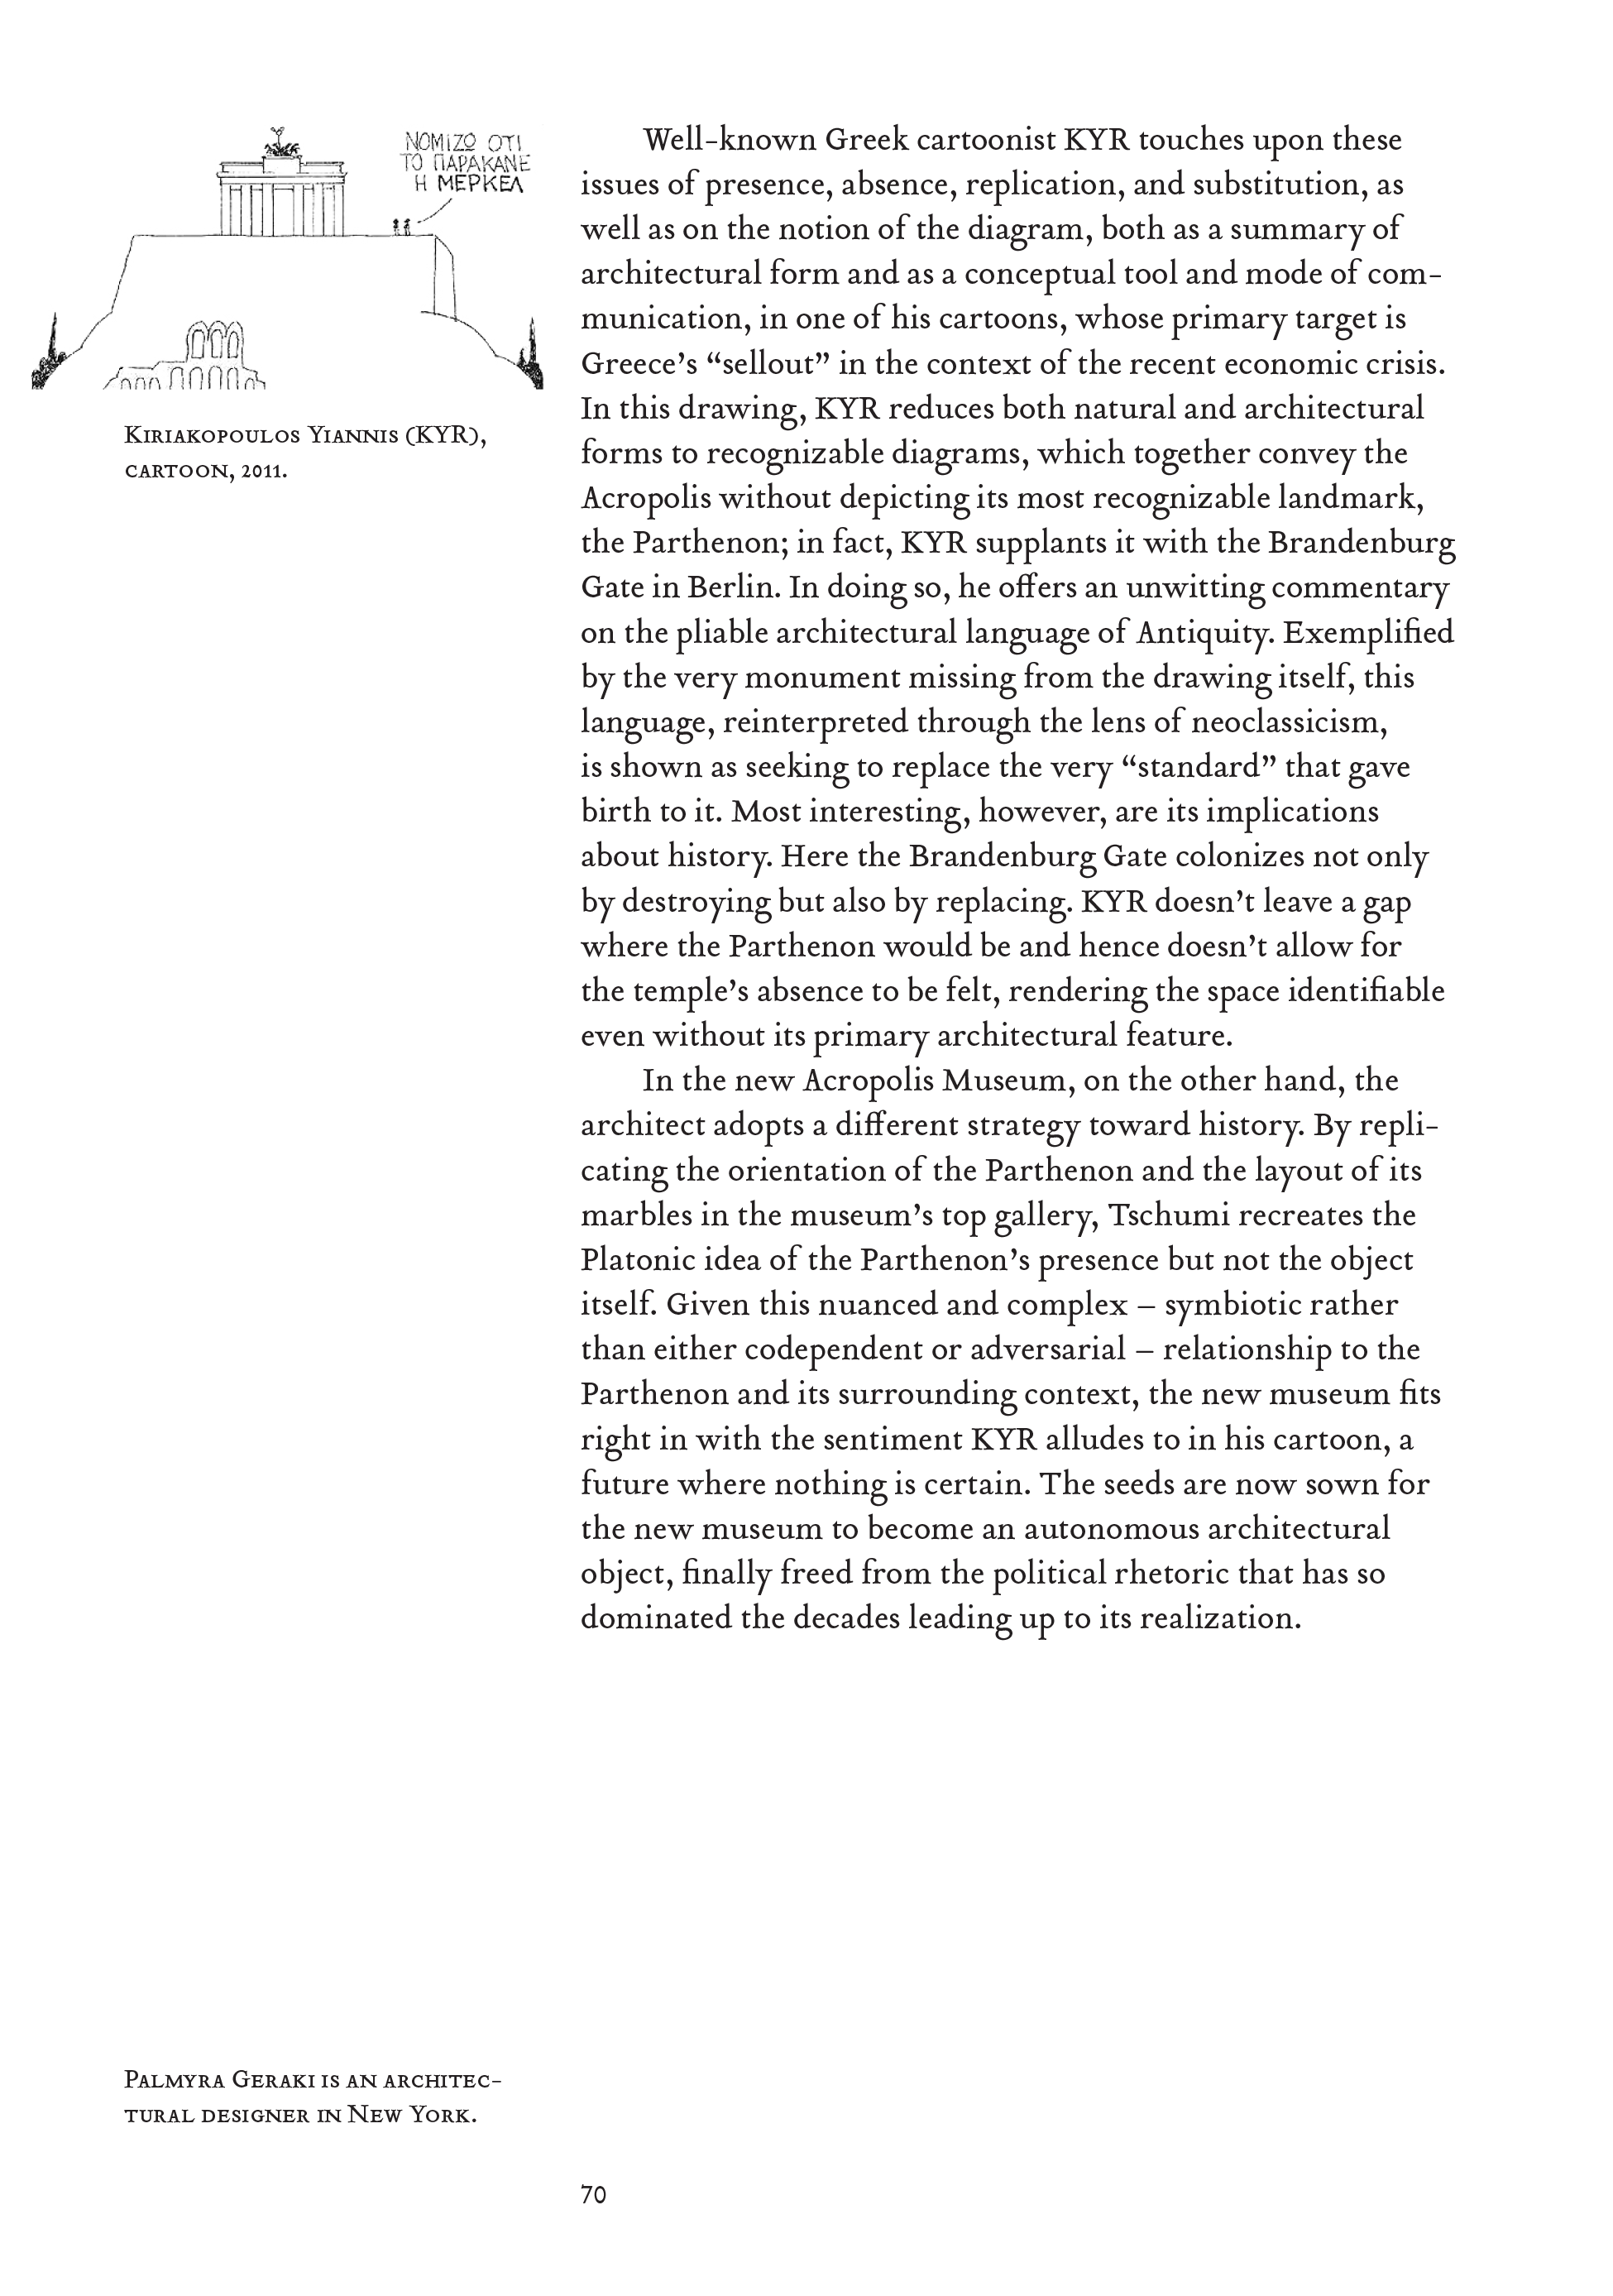 ΝΟΜΙΖΩ ΟΤΙ
ΤΟ ΠΑΡΑΚΑΝΕ
Η ΜΕΡΚΕΛ
Kiriakopoulos Yiannis (KYR),
cartoon, 2011.
Well-known Greek cartoonist KYR touches upon these
issues of presence, absence, replication, and substitution, as
well as on the notion of the diagram, both as a summary of
architectural form and as a conceptual tool and mode of com-
munication, in one of his cartoons, whose primary target is
Greece’s “sellout” in the context of the recent economic crisis.
In this drawing, KYR reduces both natural and architectural
forms to recognizable diagrams, which together convey the
Acropolis without depicting its most recognizable landmark,
the Parthenon; in fact, KYR supplants it with the Brandenburg
Gate in Berlin. In doing so, he offers an unwitting commentary
on the pliable architectural language of Antiquity. Exemplified
by the very monument missing from the drawing itself, this
language, reinterpreted through the lens of neoclassicism,
is shown as seeking to replace the very “standard” that gave
birth to it. Most interesting, however, are its implications
about history. Here the Brandenburg Gate colonizes not only
by destroying but also by replacing. KYR doesn’t leave a gap
where the Parthenon would be and hence doesn’t allow for
the temple’s absence to be felt, rendering the space identifiable
even without its primary architectural feature.
In the new Acropolis Museum, on the other hand, the
architect adopts a different strategy toward history. By repli-
cating the orientation of the Parthenon and the layout of its
marbles in the museum’s top gallery, Tschumi recreates the
Platonic idea of the Parthenon’s presence but not the object
itself. Given this nuanced and complex – symbiotic rather
than either codependent or adversarial – relationship to the
Parthenon and its surrounding context, the new museum fits
right in with the sentiment KYR alludes to in his cartoon, a
future where nothing is certain. The seeds are now sown for
the new museum to become an autonomous architectural
object, finally freed from the political rhetoric that has so
dominated the decades leading up to its realization.
Palmyra Geraki is an architec-
tural designer in New York.
70